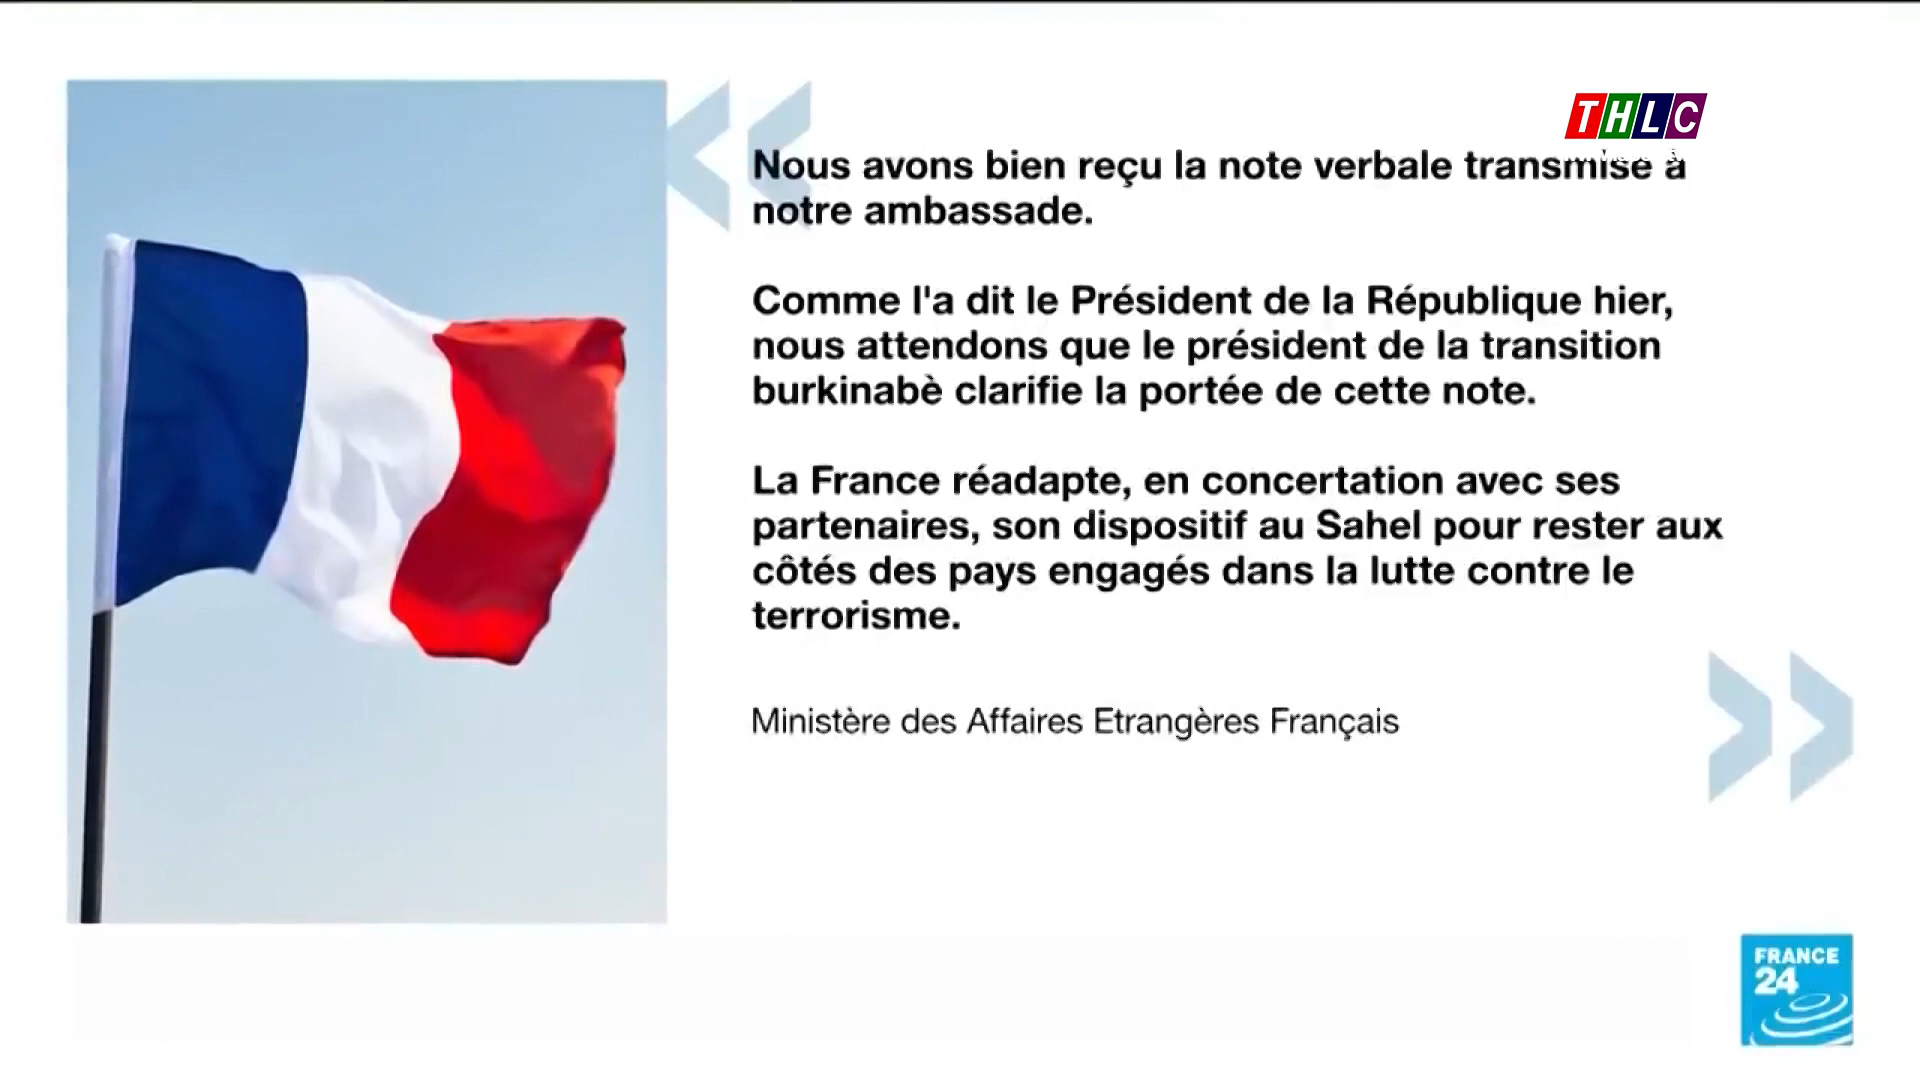 THLC
Nous avons bien reçu la note verbale transmise à
notre ambassade.
Comme l'a dit le Président de la République hier,
nous attendons que le président de la transition
burkinabè clarifie la portée de cette note.
La France réadapte, en concertation avec ses
partenaires, son dispositif au Sahel pour rester aux
côtés des pays engagés dans la lutte contre le
terrorisme.
Ministère des Affaires Etrangères Français
FRANCE
24